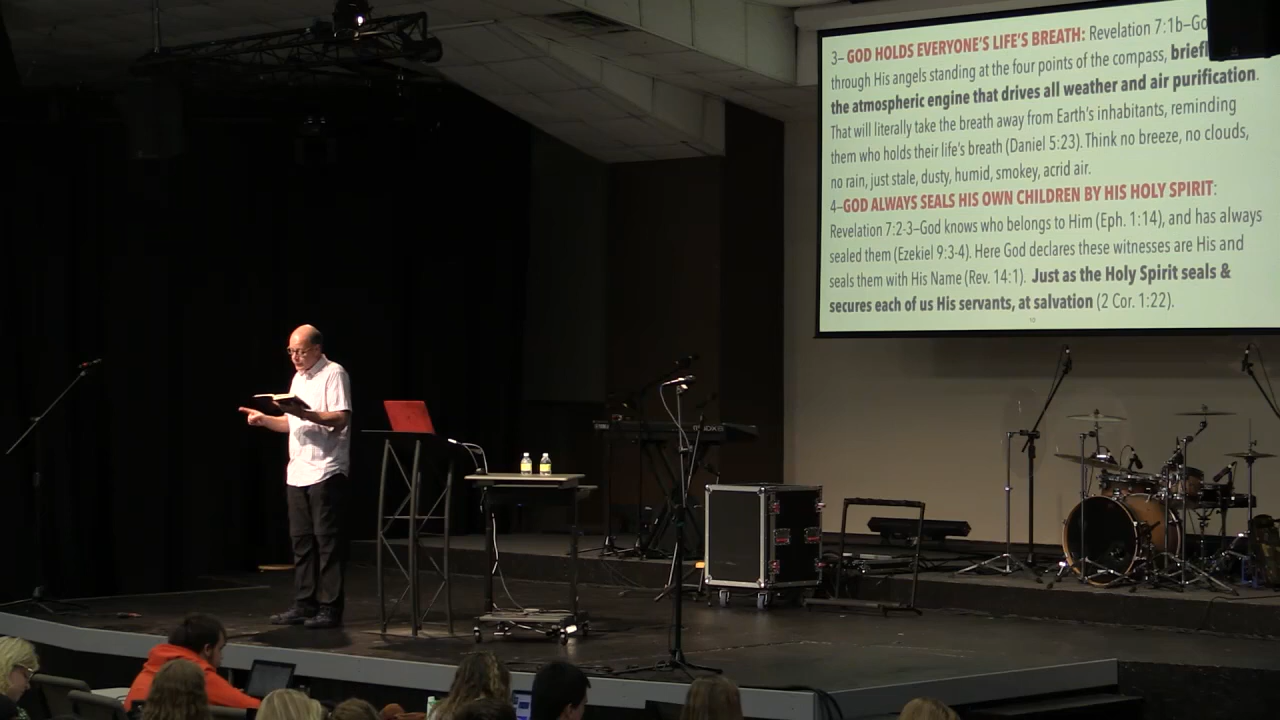 3– GOD HOLDS EVERYONE'S LIFE'S BREATH: Revelation 7:1b–Go
through His angels standing at the four points of the compass, briefl
the atmospheric engine that drives all weather and air purification.
That will literally take the breath away from Earth's inhabitants, reminding
them who holds their life's breath (Daniel 5:23). Think no breeze, no clouds,
no rain, just stale, dusty, humid, smokey, acrid air.
4–GOD ALWAYS SEALS HIS OWN CHILDREN BY HIS HOLY SPIRIT:
Revelation 7:2-3–God knows who belongs to Him (Eph. 1:14), and has always
sealed them (Ezekiel 9:3-4). Here God declares these witnesses are His and
seals them with His Name (Rev. 14:1). Just as the Holy Spirit seals &
secures each of us His servants, at salvation (2 Cor. 1:22).